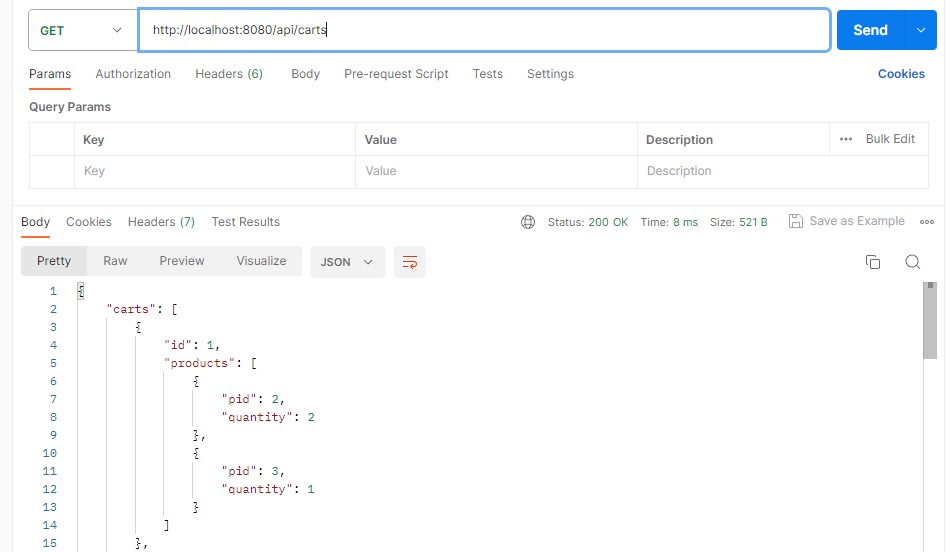 GET http://localhost:8080/api/carts Send
Params Authorization Headers (6) Body Pre-request Script Tests Settings Cookies
Query Params
Key Value Description ••• Bulk Edit
Key Value Description
Body Cookies Headers (7) Test Results Status: 200 OK Time: 8 ms Size: 521 B Save as Example
Pretty Raw Preview Visualize JSON
1 {
2 "carts": [
3 {
4 "id": 1,
5 "products": [
6 {
7 "pid": 2,
8 "quantity": 2
9 },
10 {
11 "pid": 3,
12 "quantity": 1
13 }
14 ]
15 },